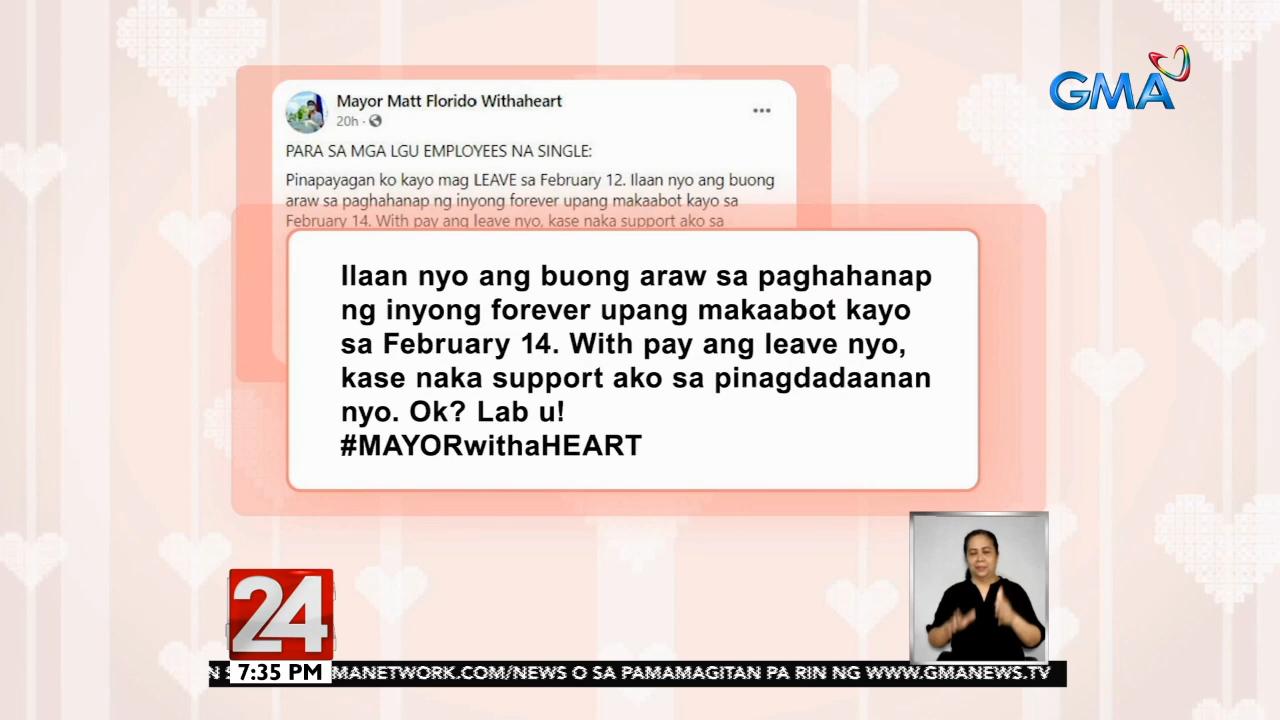 GMA
Mayor Matt Florido Withaheart
20h
PARA SA MGA LGU EMPLOYEES NA SINGLE:
Pinapayagan ko kayo mag LEAVE sa February 12. Ilaan nyo ang buong
araw sa paghahanap ng inyong forever upang makaabot kayo sa
February 14. With pay ang leave nyo, kase naka support ako sa
Ilaan nyo ang buong araw sa paghahanap
ng inyong forever upang makaabot kayo
sa February 14. With pay ang leave nyo,
kase naka support ako sa pinagdadaanan
nyo. Ok? Lab u!
#MAYORwithaHEART
24
7:35 PM
MANETWORK.COM/NEWS O SA PAMAMAGITAN PA RIN NG WWW.GMANEWS.TV